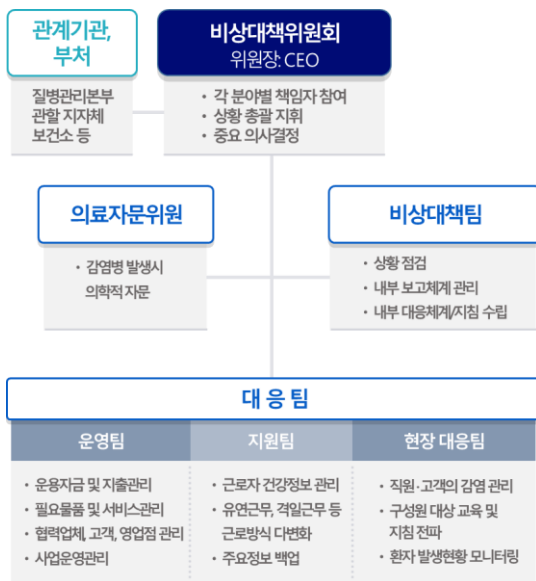 관계기관,
부처
질병관리본부
관할 지자체
보건소 등
비상대책위원회
위원장: CEO
• 각 분야별 책임자 참여
• 상황 총괄 지휘
• 중요 의사결정
의료자문위원
• 감염병 발생시
의학적 자문
비상대책팀
• 상황 점검
• 내부 보고체계 관리
• 내부 대응체계/지침 수립
대 응 팀
운영팀
• 운용자금 및 지출관리
• 필요물품 및 서비스관리
• 협력업체, 고객, 영업점 관리
• 사업운영관리
지원팀
• 근로자 건강정보 관리
• 유연근무, 격일근무 등
근로방식 다변화
• 주요정보 백업
현장 대응팀
• 직원·고객의 감염 관리
• 구성원 대상 교육 및
지침 전파
• 환자 발생현황 모니터링